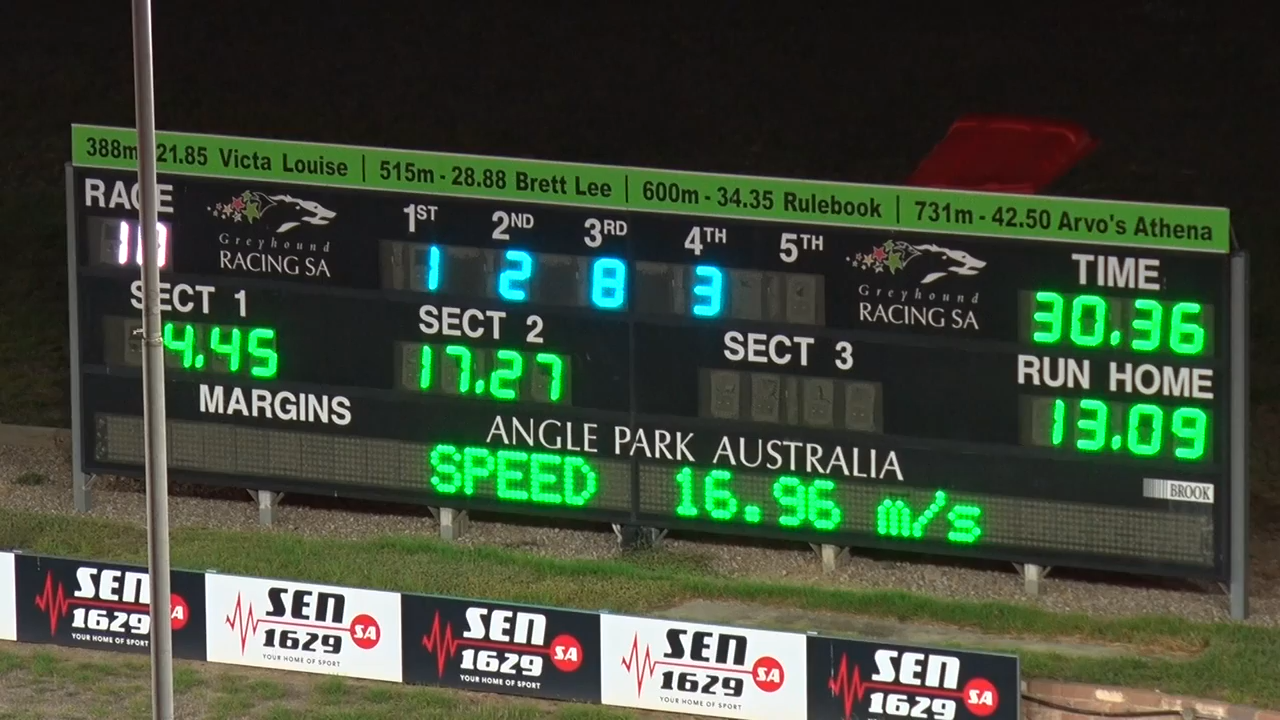 388m 21.85 Victa Louise | 515m - 28.88 Brett Lee | 600m - 34.35 Rulebook | 731m - 42.50 Arvo's Athena
RACE
Greyhound
RACING SA
1ST 2ND 3RD 4TH 5TH
1 2 8 3
Greyhound
RACING SA
TIME
30.36
SECT 1
4.45
SECT 2
17.27
SECT 3
RUN HOME
13.09
MARGINS
ANGLE PARK AUSTRALIA
SPEED 16.96 m/s
BROOK
SEN
1629
YOUR HOME OF SPORT
SEN
1629 SA
YOUR HOME OF SPORT
SEN
1629 SA
YOUR HOME OF SPORT
SEN
1629 SA
YOUR HOME OF SPORT
SEN
1629 SA